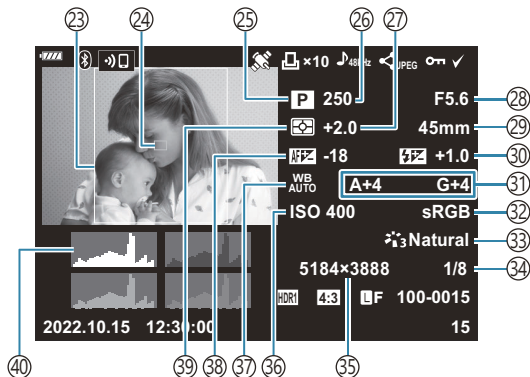 ㉓ ㉔ ㉕ ㉖ ㉗
×10 48kHz JPEG
P 250 F5.6 ㉘
+2.0 45mm ㉙
AF -18 +1.0 ㉚
WB AUTO A+4 G+4 ㉛
ISO 400 sRGB ㉜
3 Natural ㉝
5184×3888 1/8 ㉞
HDR1 4:3 L F 100-0015
2022.10.15 12:30:00 15
㊵ ㊴ ㊳ ㊲ ㊱ ㉟